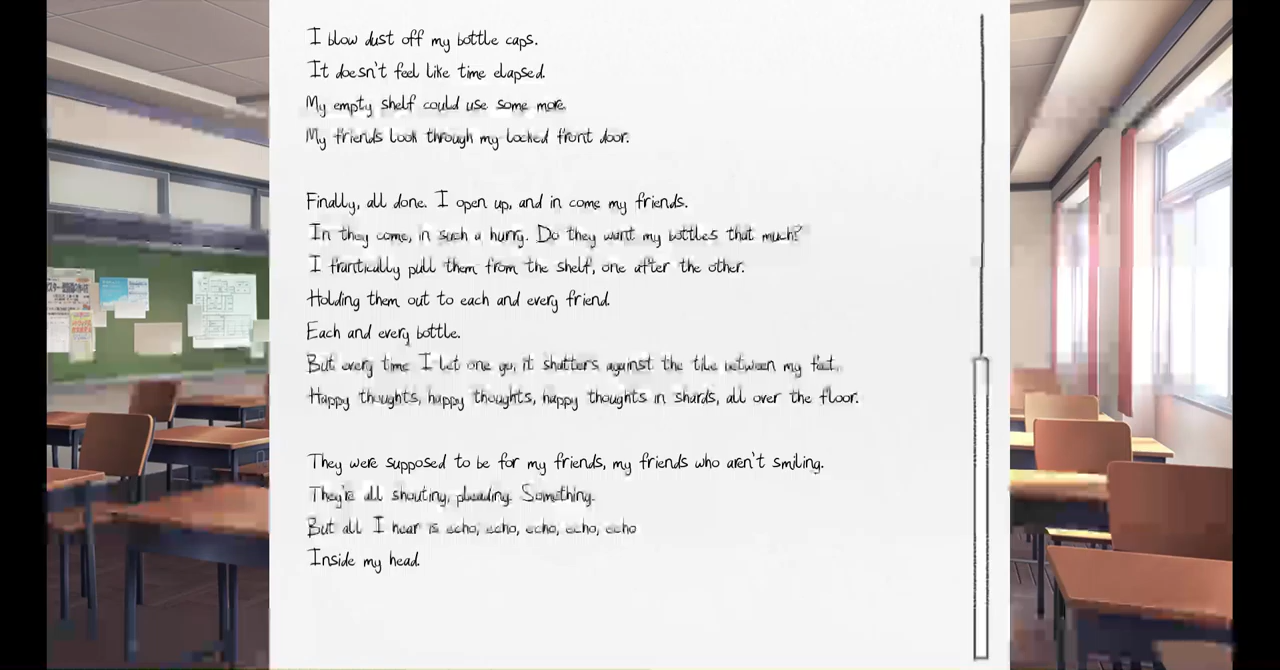 I blow dust off my bottle caps.
It doesn't feel like time elapsed.
My empty shelf could use some more.
My friends look through my locked front door.
Finally, all done. I open up, and in come my friends.
In they come, in such a hurry. Do they want my bottles that much?
I frantically pull them from the shelf, one after the other.
Holding them out to each and every friend.
Each and every bottle.
But every time I let one go, it shatters against the tile between my feet.
Happy thoughts, happy thoughts, happy thoughts in shards, all over the floor.
They were supposed to be for my friends, my friends who aren't smiling.
They're all shouting, pleading. Something.
But all I hear is echo, echo, echo, echo, echo
Inside my head.